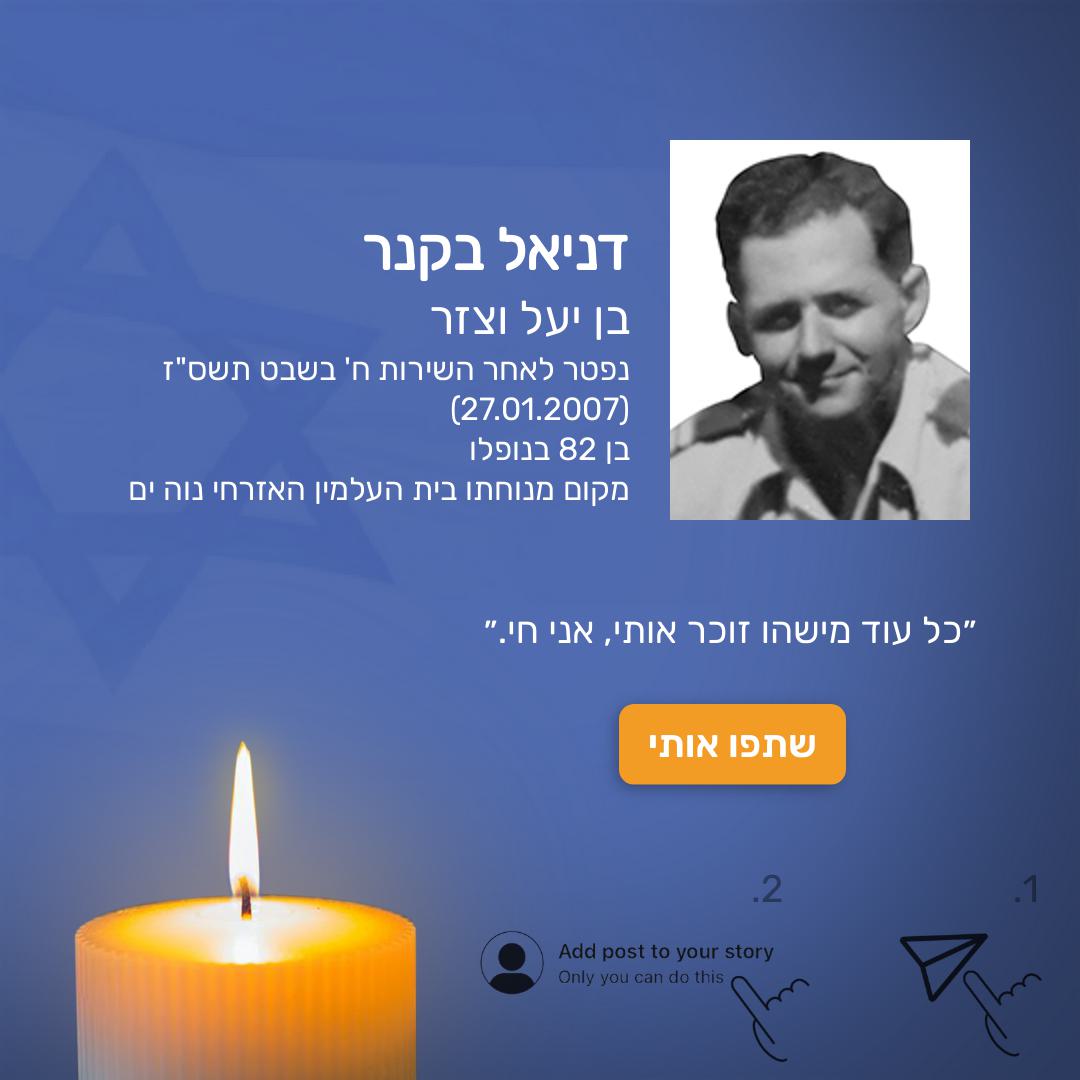 דניאל בקנר
בן יעל וצזר
נפטר לאחר השירות ח' בשבט תשס"ז
(27.01.2007)
בן 82 בנופלו
מקום מנוחתו בית העלמין האזרחי נוה ים
״כל עוד מישהו זוכר אותי, אני חי.״
שתפו אותי
1.
2.
Add post to your story
Only you can do this